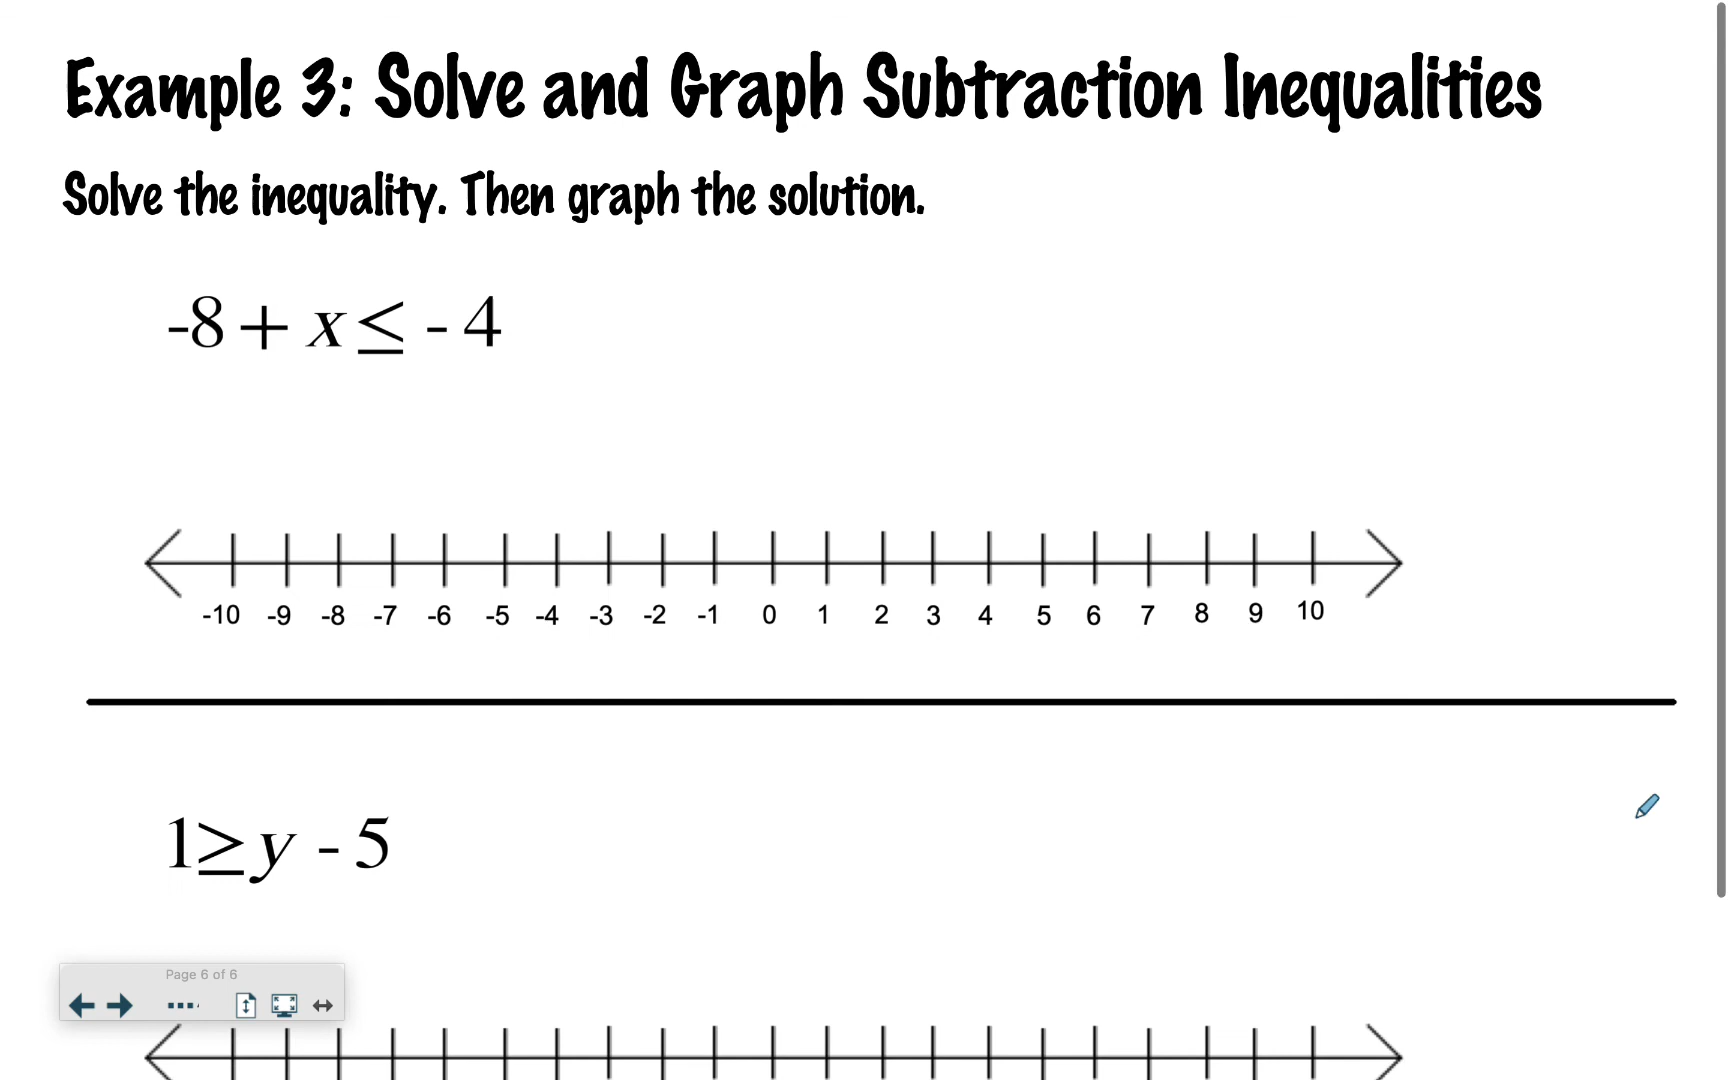 Example 3: Solve and Graph Subtraction Inequalities
Solve the inequality. Then graph the solution.
-8 + x ≤ - 4
-10 -9 -8 -7 -6 -5 -4 -3 -2 -1 0 1 2 3 4 5 6 7 8 9 10
1 ≥ y - 5
Page 6 of 6